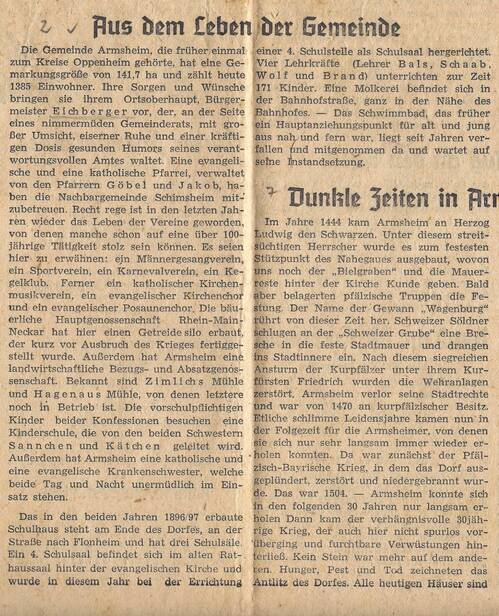 2
Aus dem Leben der Gemeinde
Die Gemeinde Armsheim, die früher einmal
zum Kreise Oppenheim gehörte, hat eine Ge-
markungsgröße von 141,7 ha und zählt heute
1385 Einwohner. Ihre Sorgen und Wünsche
bringen sie ihrem Ortsoberhaupt, Bürger-
meister Eichberger vor, der, an der Seite
eines nimmermüden Gemeinderats, mit gro-
ßer Umsicht, eiserner Ruhe und einer kräfti-
gen Dosis gesunden Humors seines verant-
wortungsvollen Amtes waltet. Eine evangeli-
sche und eine katholische Pfarrei, verwaltet
von den Pfarrern Göbel und Jakob, ha-
ben die Nachbargemeinde Schimsheim mit-
zubetreuen. Recht rege ist in den letzten Jah-
ren wieder das Leben der Vereine geworden,
von denen manche schon auf eine über 100-
jährige Tätigkeit stolz sein können. Es seien
hier zu erwähnen: ein Männergesangverein,
ein Sportverein, ein Karnevalverein, ein Ke-
gelklub. Ferner ein katholischer Kirchen-
musikverein, ein evangelischer Kirchenchor
und ein evangelischer Posaunenchor. Die bäu-
erliche Hauptgenossenschaft Rhein-Main-
Neckar hat hier einen Getreidesilo erbaut,
der kurz vor Ausbruch des Krieges fertigge-
stellt wurde. Außerdem hat Armsheim eine
landwirtschaftliche Bezugs- und Absatzgenos-
senschaft. Bekannt sind Zimlichs Mühle
und Hagenaus Mühle, von denen letztere
noch in Betrieb ist. Die vorschulpflichtigen
Kinder beider Konfessionen besuchen eine
Kinderschule, die von den beiden Schwestern
Sannchen und Kätchen geleitet wird.
Außerdem hat Armsheim eine katholische und
eine evangelische Krankenschwester, welche
beide Tag und Nacht unermüdlich im Ein-
satz stehen.
Das in den beiden Jahren 1896/97 erbaute
Schulhaus steht am Ende des Dorfes, an der
Straße nach Flonheim und hat drei Schulsäle.
Ein 4. Schulsaal befindet sich im alten Rat-
haussaal hinter der evangelischen Kirche und
wurde in diesem Jahr bei der Errichtung
einer 4. Schulstelle als Schulsaal hergerichtet.
Vier Lehrkräfte (Lehrer Bals, Schaab,
Wolf und Brand) unterrichten zur Zeit
171 Kinder. Eine Molkerei befindet sich in
der Bahnhofstraße, ganz in der Nähe des
Bahnhofes. — Das Schwimmbad, das früher
ein Hauptanziehungspunkt für alt und jung
aus nah und fern war, liegt seit Jahren ver-
fallen und mitgenommen da und wartet auf
seine Instandsetzung.
7
Dunkle Zeiten in Arm
Im Jahre 1444 kam Armsheim an Herzog
Ludwig den Schwarzen. Unter diesem streit-
süchtigen Herrscher wurde es zum festesten
Stützpunkt des Nahegaues ausgebaut, wovon
uns noch der „Bielgraben" und die Mauer-
reste hinter der Kirche Kunde geben. Bald
aber belagerten pfälzische Truppen die Fe-
stung. Der Name der Gewann „Wagenburg"
rührt von dieser Zeit her. Schweizer Söldner
schlugen an der „Schweizer Grube" eine Bre-
sche in die feste Stadtmauer und drangen
ins Stadtinnere ein. Nach diesem siegreichen
Ansturm der Kurpfälzer unter ihrem Kur-
fürsten Friedrich wurden die Wehranlagen
zerstört, Armsheim verlor seine Stadtrechte
und war von 1470 an kurpfälzischer Besitz.
Etliche schlimme Leidensjahre kamen nun in
der Folgezeit für die Armsheimer, von denen
sie sich nur sehr langsam immer wieder er-
holen konnten. Da war zunächst der Pfäl-
zisch-Bayrische Krieg, in dem das Dorf aus-
geplündert, zerstört und niedergebrannt wur-
de. Das war 1504. — Armsheim konnte sich
in den folgenden 30 Jahren nur langsam er-
holen Dann kam der verhängnisvolle 30jäh-
rige Krieg, der auch hier nicht spurlos vor-
überging und furchtbare Verwüstungen hin-
terließ. Kein Stein war mehr auf dem ande-
ren. Hunger, Pest und Tod zeichneten das
Antlitz des Dorfes. Alle heutigen Häuser sind